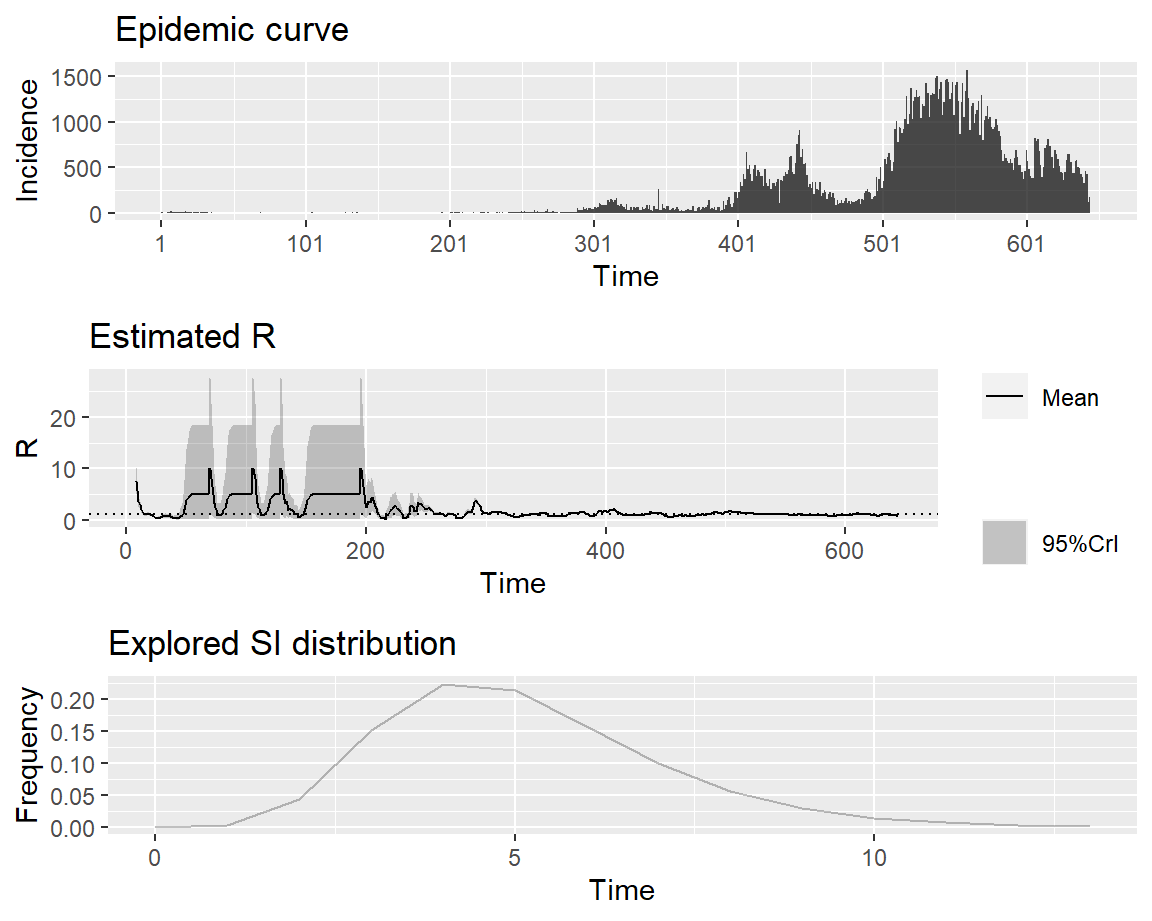 Epidemic curve
Incidence
1500
1000
500
0
1 101 201 301 401 501 601
Time
Estimated R
R
20
10
0
0 200 400 600
Time
Mean
95%CrI
Explored SI distribution
Frequency
0.20
0.15
0.10
0.05
0.00
0 5 10
Time